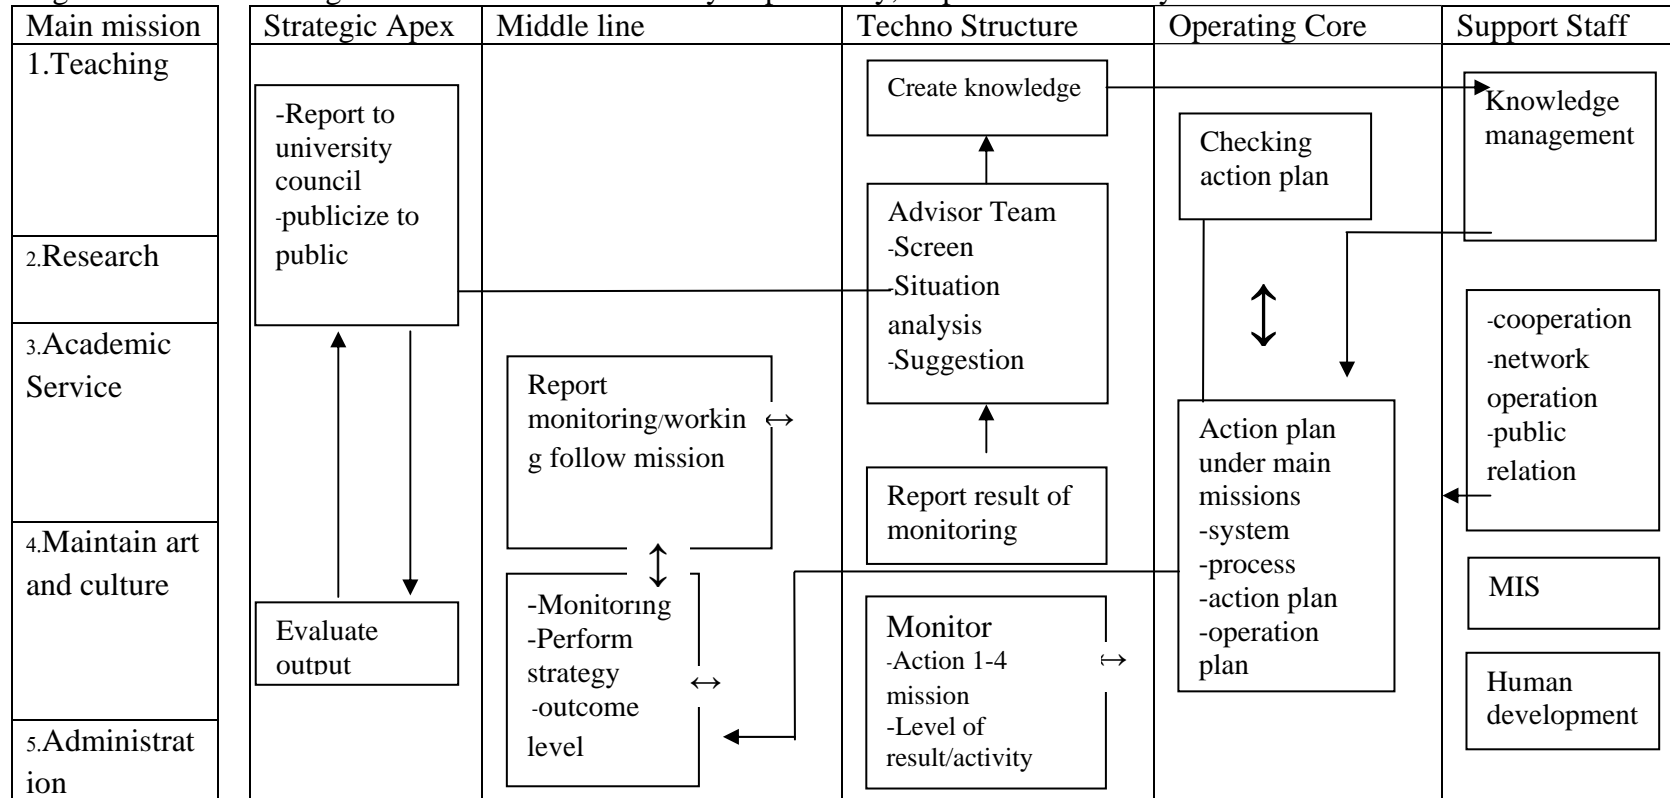 Main mission
Strategic Apex
Middle line
Techno Structure
Operating Core
Support Staff
1.Teaching
2.Research
3.Academic
Service
4.Maintain art
and culture
5.Administrat
ion
-Report to
university
council
-publicize to
public
Evaluate
output
Report
monitoring/workin
g follow mission
-Monitoring
-Perform
strategy
-outcome
level
Create knowledge
Advisor Team
-Screen
-Situation
analysis
-Suggestion
Report result of
monitoring
Monitor
-Action 1-4
mission
-Level of
result/activity
Checking
action plan
Action plan
under main
missions
-system
-process
-action plan
-operation
plan
Knowledge
management
-cooperation
-network
operation
-public
relation
MIS
Human
development